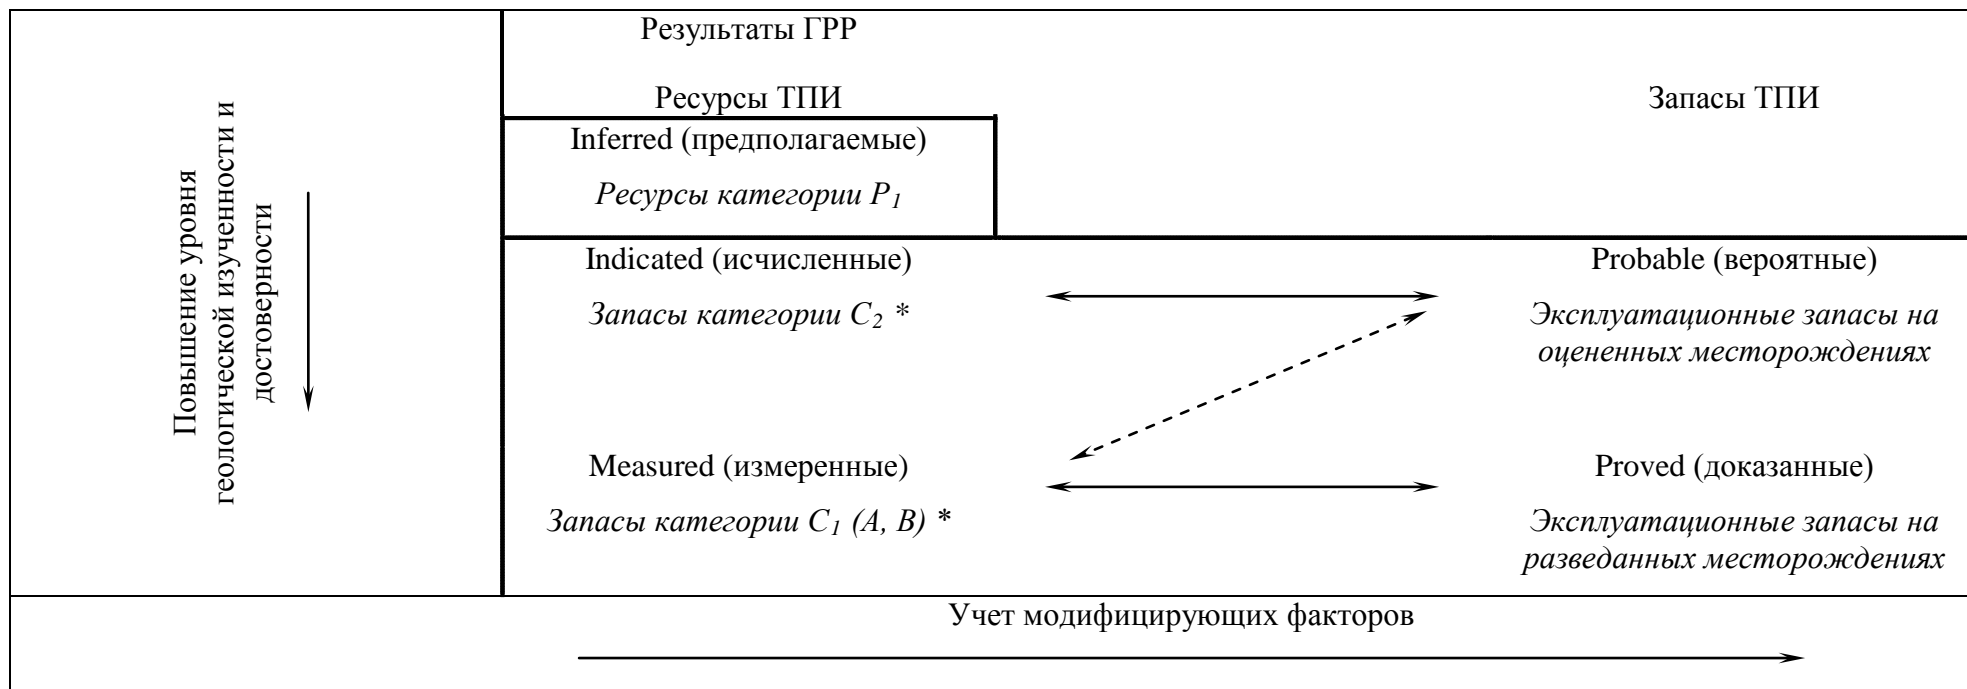 Повышение уровня
геологической изученности и
достоверности
Результаты ГРР
Ресурсы ТПИ
Запасы ТПИ
Inferred (предполагаемые)
Ресурсы категории P₁
Indicated (исчисленные)
Запасы категории C₂ *
Probable (вероятные)
Эксплуатационные запасы на
оцененных месторождениях
Measured (измеренные)
Запасы категории C₁ (A, B) *
Proved (доказанные)
Эксплуатационные запасы на
разведанных месторождениях
Учет модифицирующих факторов